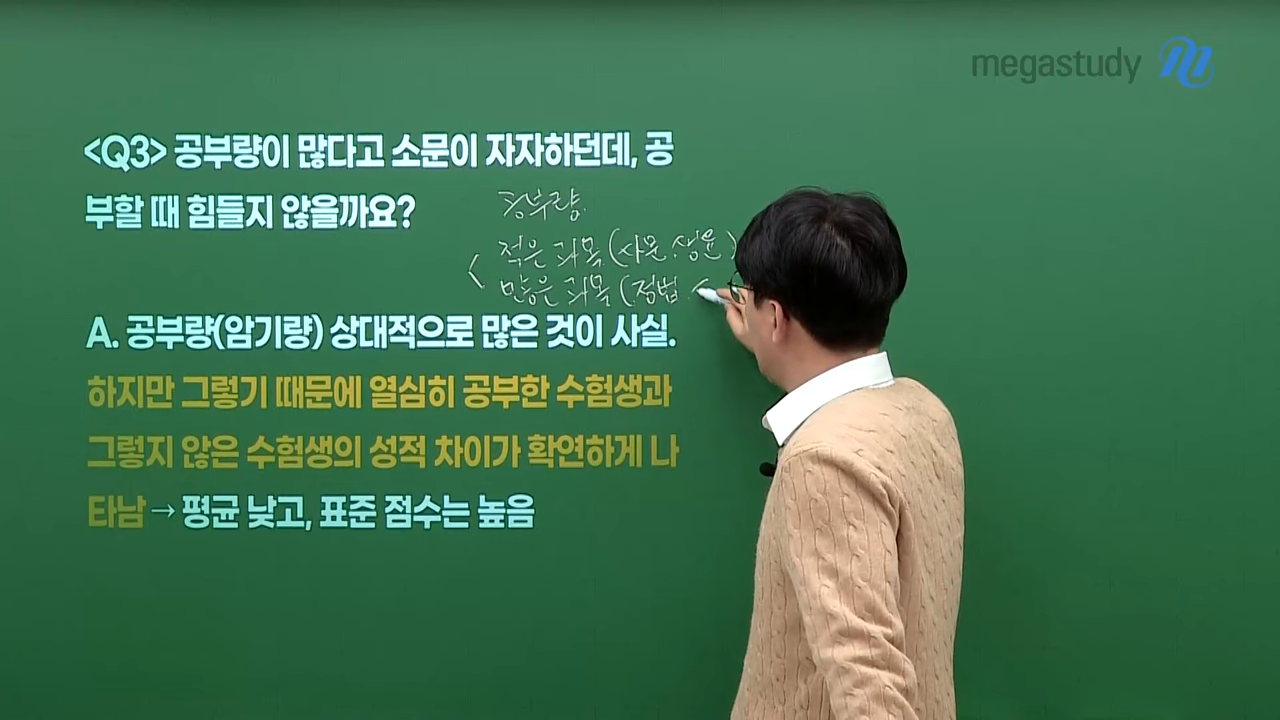 megastudy
<Q3> 공부량이 많다고 소문이 자자하던데, 공
부할 때 힘들지 않을까요?
공부량
적은 과목 (사문.생윤)
많은 과목 (정법.
A. 공부량(암기량) 상대적으로 많은 것이 사실.
하지만 그렇기 때문에 열심히 공부한 수험생과
그렇지 않은 수험생의 성적 차이가 확연하게 나
타남 → 평균 낮고, 표준 점수는 높음